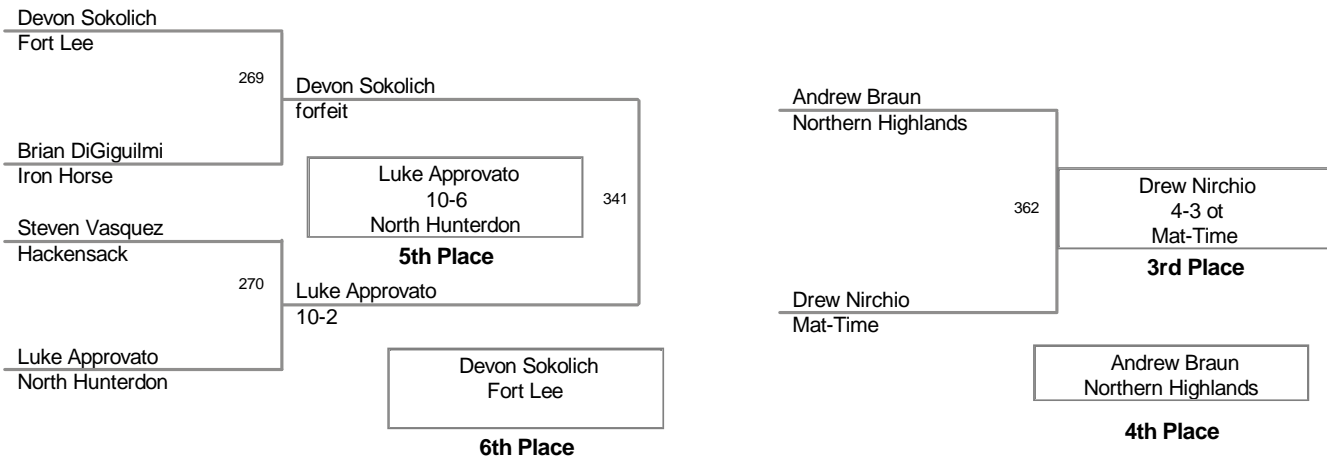 Devon Sokolich
Fort Lee
269
Devon Sokolich
forfeit
Brian DiGiguilmi
Iron Horse
Luke Approvato
10-6
North Hunterdon
341
5th Place
Steven Vasquez
Hackensack
270
Luke Approvato
10-2
Luke Approvato
North Hunterdon
Devon Sokolich
Fort Lee
6th Place
Andrew Braun
Northern Highlands
362
Drew Nirchio
4-3 ot
Mat-Time
3rd Place
Drew Nirchio
Mat-Time
Andrew Braun
Northern Highlands
4th Place